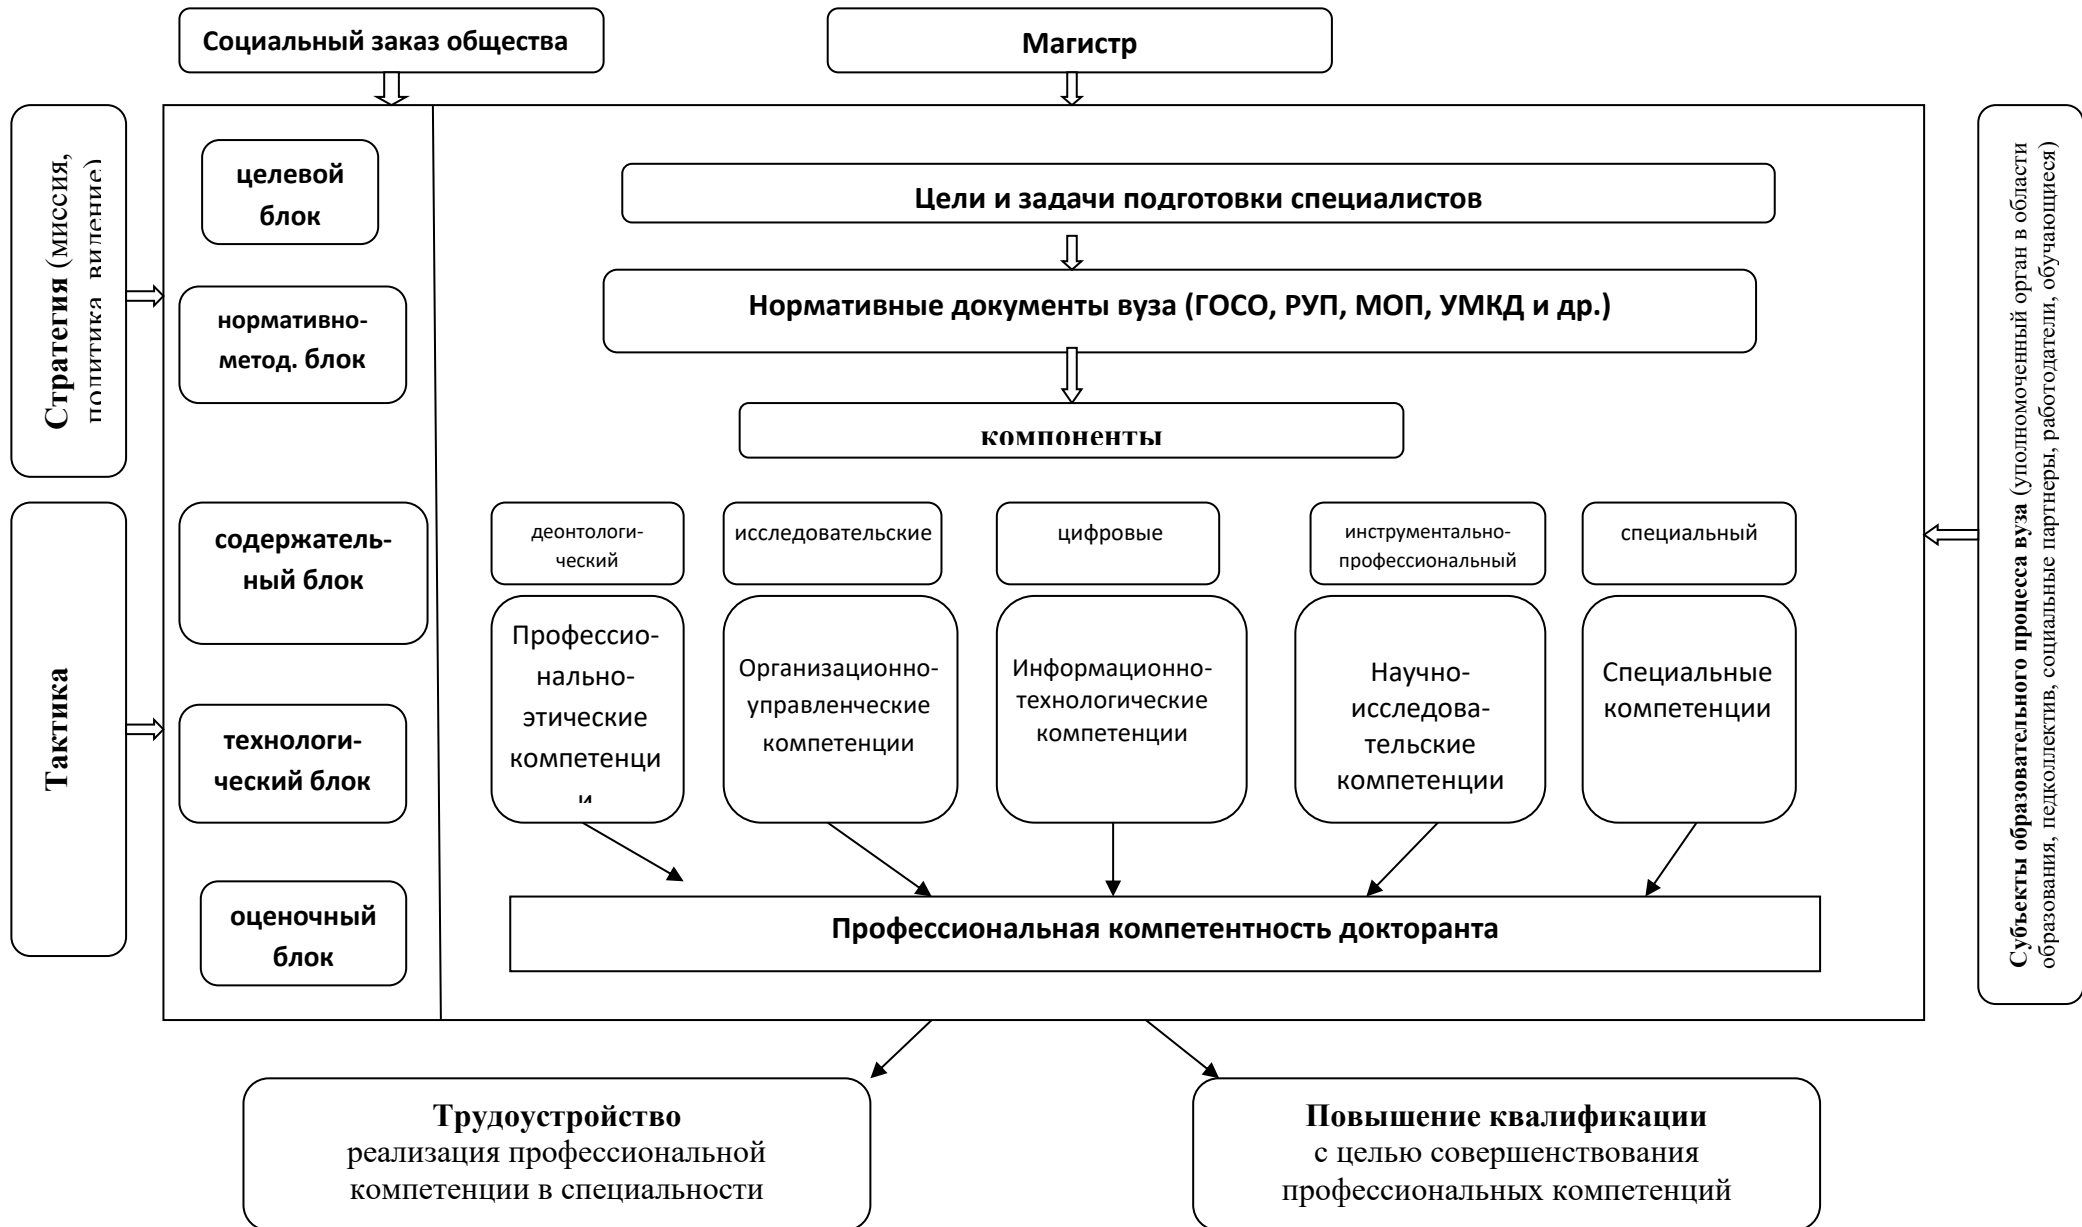 Социальный заказ общества
Магистр
Стратегия (миссия,
политика, видение)
Тактика
целевой
блок
нормативно-
метод. блок
содержатель-
ный блок
технологи-
ческий блок
оценочный
блок
Цели и задачи подготовки специалистов
Нормативные документы вуза (ГОСО, РУП, МОП, УМКД и др.)
компоненты
деонтологи-
ческий
исследовательские
цифровые
инструментально-
профессиональный
специальный
Профессио-
нально-
этические
компетенци
и
Организационно-
управленческие
компетенции
Информационно-
технологические
компетенции
Научно-
исследова-
тельские
компетенции
Специальные
компетенции
Профессиональная компетентность докторанта
Субъекты образовательного процесса вуза (уполномоченный орган в области
образования, педколлектив, социальные партнеры, работодатели, обучающиеся)
Трудоустройство
реализация профессиональной
компетенции в специальности
Повышение квалификации
с целью совершенствования
профессиональных компетенций